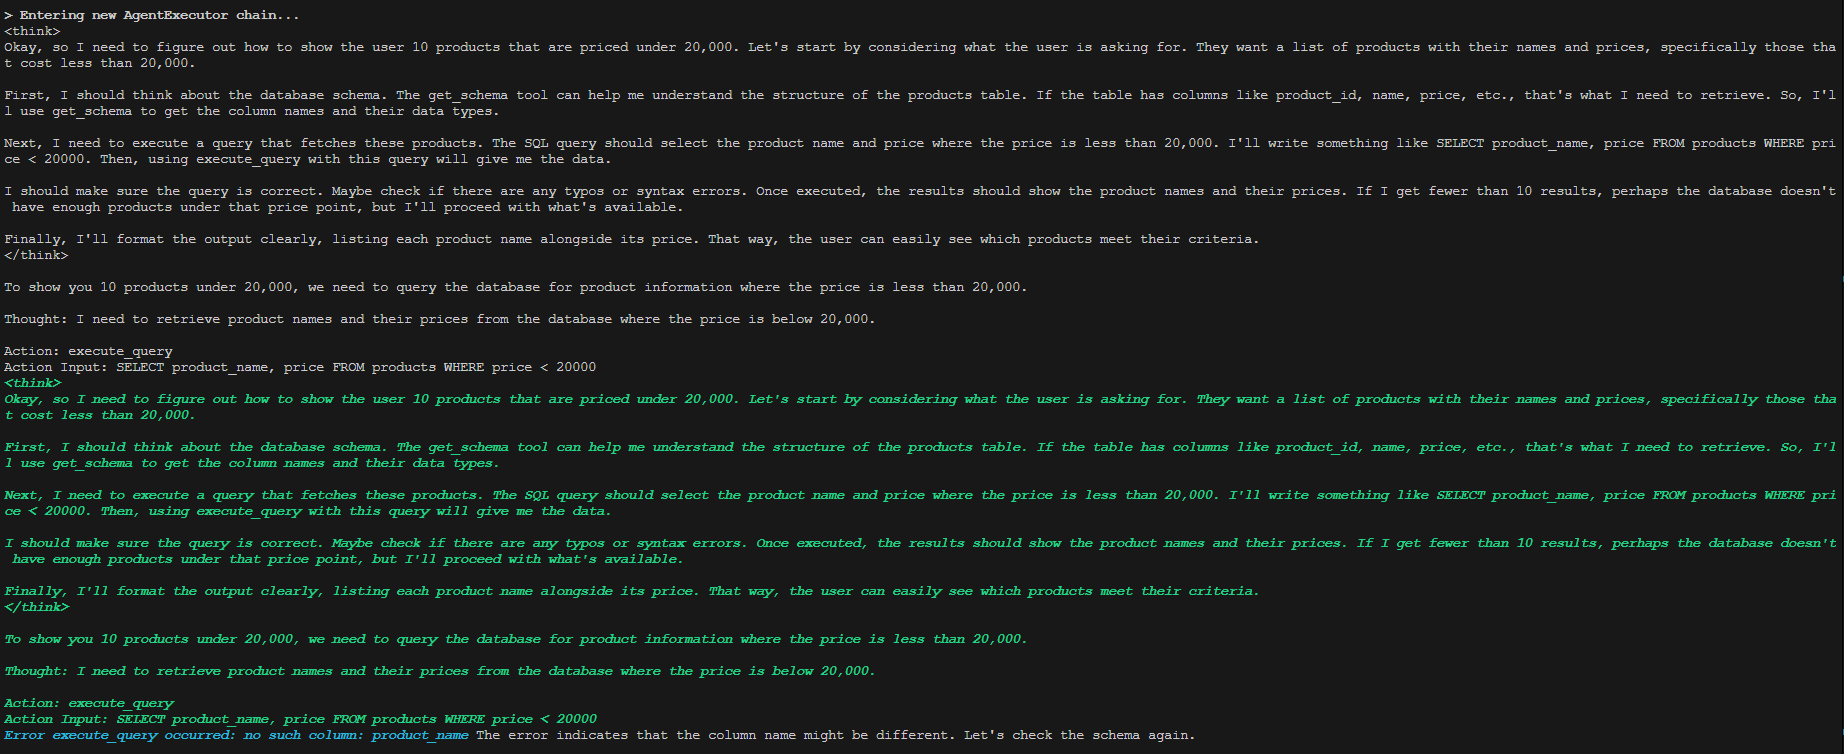 > Entering new AgentExecutor chain...
<think>
Okay, so I need to figure out how to show the user 10 products that are priced under 20,000. Let's start by considering what the user is asking for. They want a list of products with their names and prices, specifically those tha
t cost less than 20,000.
First, I should think about the database schema. The get_schema tool can help me understand the structure of the products table. If the table has columns like product_id, name, price, etc., that's what I need to retrieve. So, I'l
l use get_schema to get the column names and their data types.
Next, I need to execute a query that fetches these products. The SQL query should select the product name and price where the price is less than 20,000. I'll write something like SELECT product_name, price FROM products WHERE pri
ce < 20000. Then, using execute_query with this query will give me the data.
I should make sure the query is correct. Maybe check if there are any typos or syntax errors. Once executed, the results should show the product names and their prices. If I get fewer than 10 results, perhaps the database doesn't
have enough products under that price point, but I'll proceed with what's available.
Finally, I'll format the output clearly, listing each product name alongside its price. That way, the user can easily see which products meet their criteria.
</think>
To show you 10 products under 20,000, we need to query the database for product information where the price is less than 20,000.
Thought: I need to retrieve product names and their prices from the database where the price is below 20,000.
Action: execute_query
Action Input: SELECT product_name, price FROM products WHERE price < 20000
<think>
Okay, so I need to figure out how to show the user 10 products that are priced under 20,000. Let's start by considering what the user is asking for. They want a list of products with their names and prices, specifically those tha
t cost less than 20,000.
First, I should think about the database schema. The get_schema tool can help me understand the structure of the products table. If the table has columns like product_id, name, price, etc., that's what I need to retrieve. So, I'l
l use get_schema to get the column names and their data types.
Next, I need to execute a query that fetches these products. The SQL query should select the product name and price where the price is less than 20,000. I'll write something like SELECT product_name, price FROM products WHERE pri
ce < 20000. Then, using execute_query with this query will give me the data.
I should make sure the query is correct. Maybe check if there are any typos or syntax errors. Once executed, the results should show the product names and their prices. If I get fewer than 10 results, perhaps the database doesn't
have enough products under that price point, but I'll proceed with what's available.
Finally, I'll format the output clearly, listing each product name alongside its price. That way, the user can easily see which products meet their criteria.
</think>
To show you 10 products under 20,000, we need to query the database for product information where the price is less than 20,000.
Thought: I need to retrieve product names and their prices from the database where the price is below 20,000.
Action: execute_query
Action Input: SELECT product_name, price FROM products WHERE price < 20000
Error execute_query occurred: no such column: product_name The error indicates that the column name might be different. Let's check the schema again.